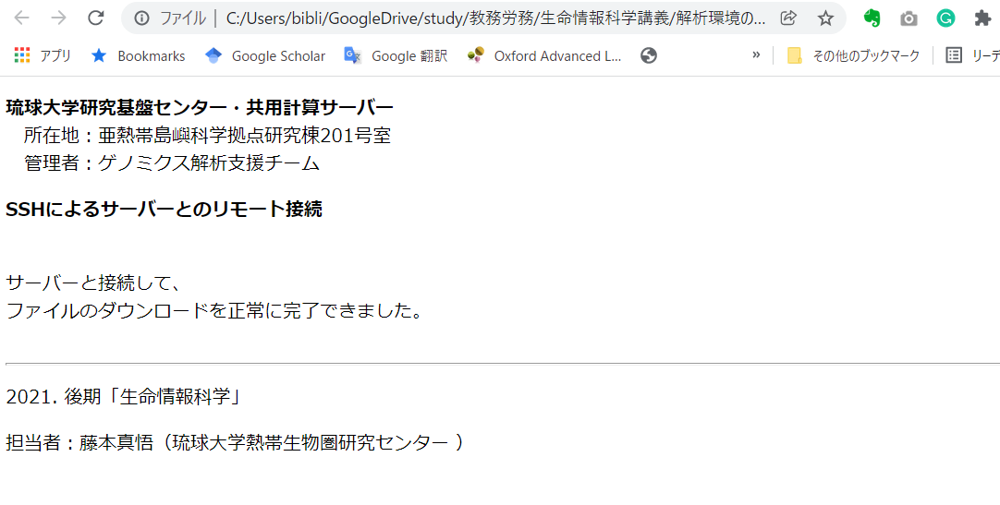 ファイル | C:/Users/bibli/GoogleDrive/study/教務労務/生命情報科学講義/解析環境の...
アプリ Bookmarks Google Scholar Google 翻訳 Oxford Advanced L... » その他のブックマーク リーデ
琉球大学研究基盤センター・共用計算サーバー
所在地：亜熱帯島嶼科学拠点研究棟201号室
管理者：ゲノミクス解析支援チーム
SSHによるサーバーとのリモート接続
サーバーと接続して、
ファイルのダウンロードを正常に完了できました。
2021. 後期「生命情報科学」
担当者：藤本真悟（琉球大学熱帯生物圏研究センター ）